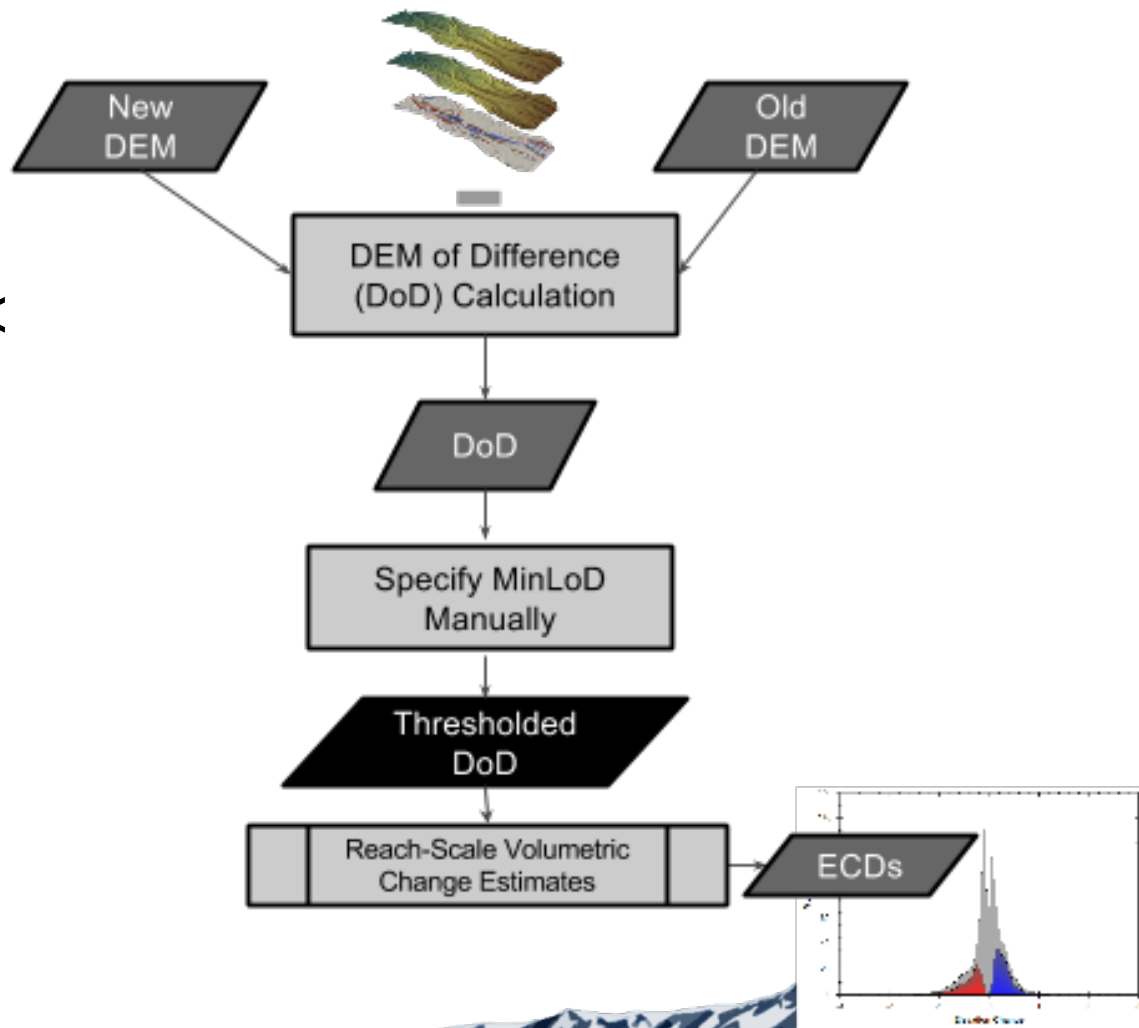 New
DEM
Old
DEM
DEM of Difference
(DoD) Calculation
DoD
Specify MinLoD
Manually
Thresholded
DoD
Reach-Scale Volumetric
Change Estimates
ECDs